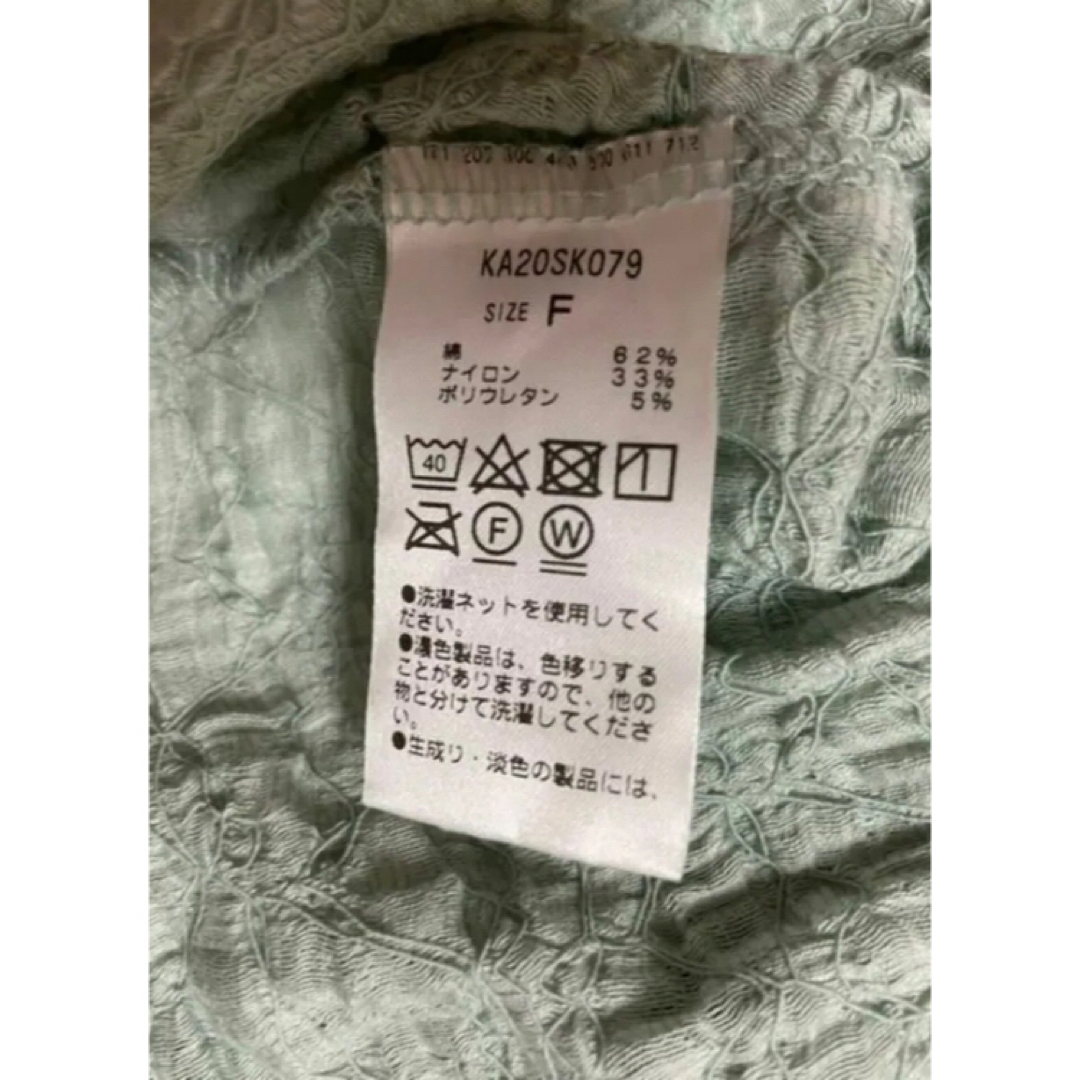 KA20SK079
SIZE F
綿 62%
ナイロン 33%
ポリウレタン 5%
40
F W
●洗濯ネットを使用してく
ださい。
●濃色製品は、色移りする
ことがありますので、他の
物と分けて洗濯してくださ
い。
●生成り・淡色の製品には、